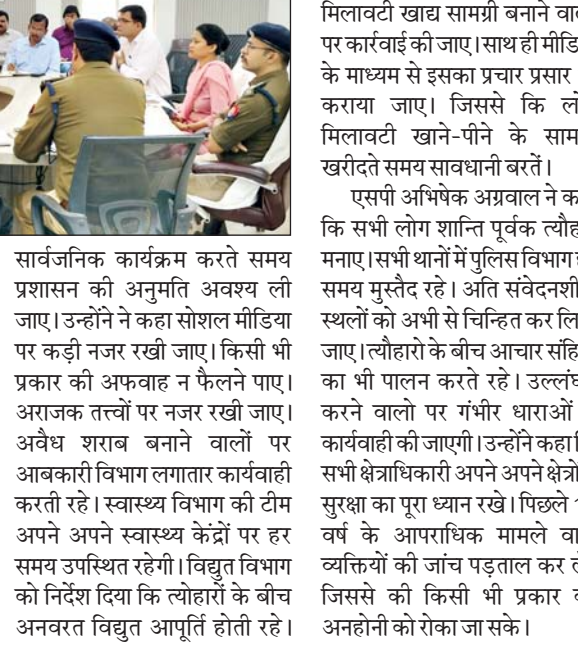 सार्वजनिक कार्यक्रम करते समय
प्रशासन की अनुमति अवश्य ली
जाए। उन्होंने ने कहा सोशल मीडिया
पर कड़ी नजर रखी जाए। किसी भी
प्रकार की अफवाह न फैलने पाए।
अराजक तत्त्वों पर नजर रखी जाए।
अवैध शराब बनाने वालों पर
आबकारी विभाग लगातार कार्यवाही
करती रहे। स्वास्थ्य विभाग की टीम
अपने अपने स्वास्थ्य केंद्रों पर हर
समय उपस्थित रहेगी। विद्युत विभाग
को निर्देश दिया कि त्योहारों के बीच
अनवरत विद्युत आपूर्ति होती रहे।
मिलावटी खाद्य सामग्री बनाने
पर कार्रवाई की जाए। साथ ही
के माध्यम से इसका प्रचार प्रसार
कराया जाए। जिससे कि
मिलावटी खाने-पीने के
खरीदते समय सावधानी बरतें।
एसपी अभिषेक अग्रवाल ने
कि सभी लोग शान्ति पूर्वक
मनाए। सभी थानों में पुलिस विभाग
समय मुस्तैद रहे। अति
स्थलों को अभी से चिन्हित कर
जाए। त्यौहारो के बीच आचार
का भी पालन करते रहे।
करने वालो पर गंभीर धाराओं
कार्यवाही की जाएगी। उन्होंने कहा
सभी क्षेत्राधिकारी अपने अपने
सुरक्षा का पूरा ध्यान रखे। पिछले
वर्ष के आपराधिक मामले
व्यक्तियों की जांच पड़ताल कर
जिससे की किसी भी प्रकार
अनहोनी को रोका जा सके।